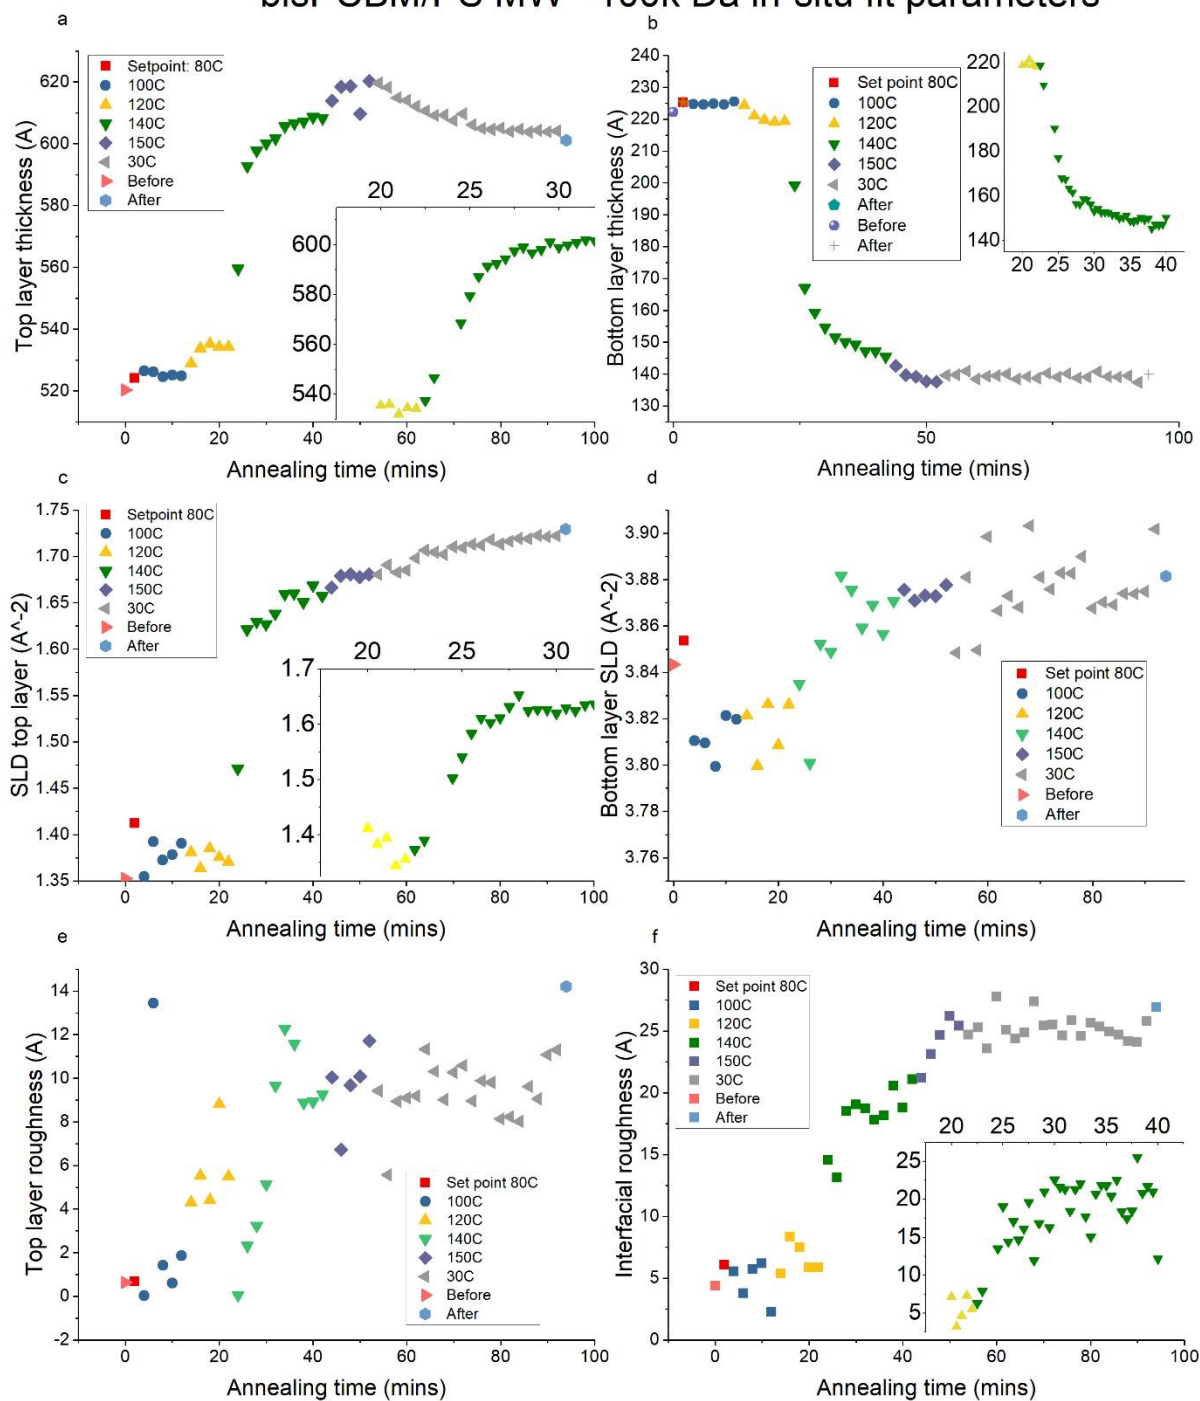 a
b
Top layer thickness (A)
620
600
580
560
540
520
Setpoint: 80C
100C
120C
140C
150C
30C
Before
After
20
25
30
600
580
560
540
0
20
40
60
80
100
Annealing time (mins)
Bottom layer thickness (A)
240
230
220
210
200
190
180
170
160
150
140
130
Set point 80C
100C
120C
140C
150C
30C
After
Before
After
220
200
180
160
140
20
25
30
35
40
0
50
100
Annealing time (mins)
c
d
SLD top layer (A^-2)
1.75
1.70
1.65
1.60
1.55
1.50
1.45
1.40
1.35
Setpoint 80C
100C
120C
140C
150C
30C
Before
After
20
25
30
1.7
1.6
1.5
1.4
0
20
40
60
80
100
Annealing time (mins)
Bottom layer SLD (A^-2)
3.90
3.88
3.86
3.84
3.82
3.80
3.78
3.76
Set point 80C
100C
120C
140C
150C
30C
Before
After
0
20
40
60
80
Annealing time (mins)
e
f
Top layer roughness (A)
14
12
10
8
6
4
2
0
-2
Set point 80C
100C
120C
140C
150C
30C
Before
After
0
20
40
60
80
100
Annealing time (mins)
Interfacial roughness (A)
30
25
20
15
10
5
0
Set point 80C
100C
120C
140C
150C
30C
Before
After
20
25
30
35
40
25
20
15
10
5
0
20
40
60
80
100
Annealing time (mins)